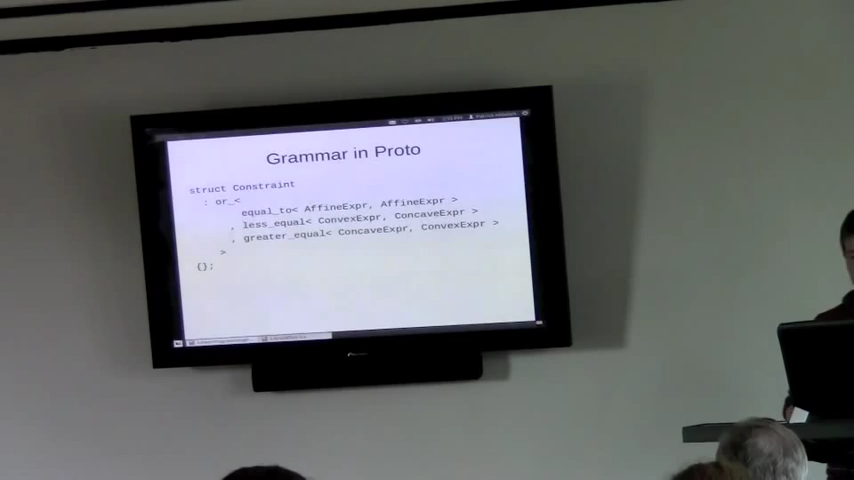 Grammar in Proto
struct Constraint
: or_<
equal_to< AffineExpr, AffineExpr >
, less_equal< ConvexExpr, ConcaveExpr >
, greater_equal< ConcaveExpr, ConvexExpr >
>
{};